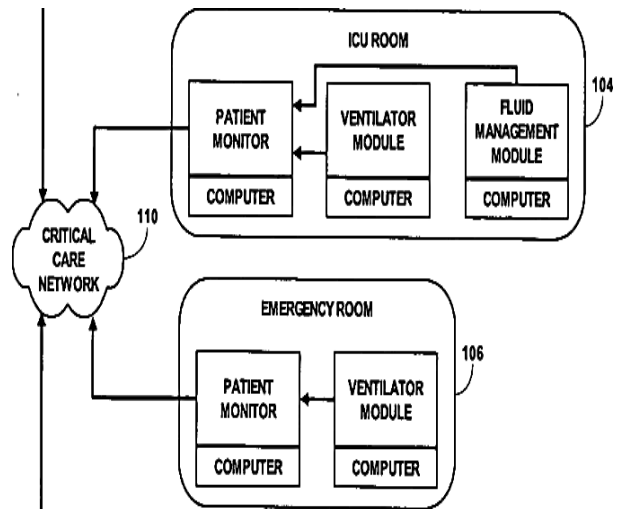 ICU ROOM
104
PATIENT
MONITOR
COMPUTER
VENTILATOR
MODULE
COMPUTER
FLUID
MANAGEMENT
MODULE
COMPUTER
110
CRITICAL
CARE
NETWORK
EMERGENCY ROOM
106
PATIENT
MONITOR
COMPUTER
VENTILATOR
MODULE
COMPUTER